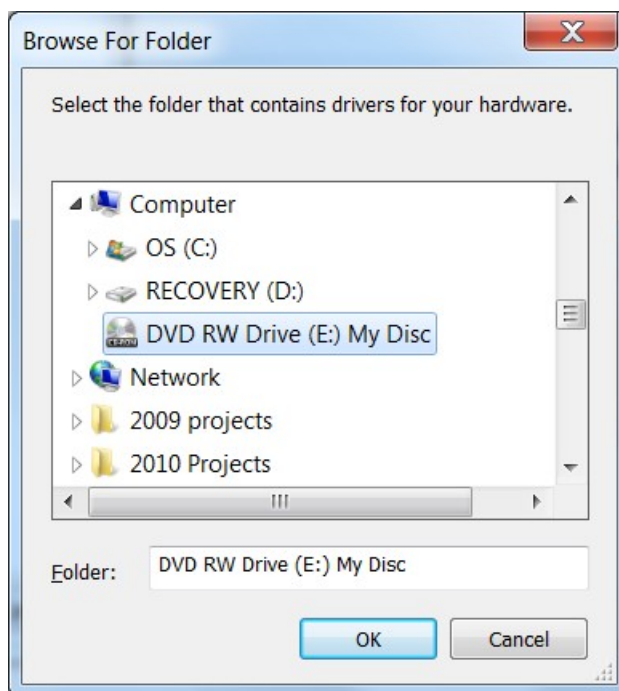 Browse For Folder
Select the folder that contains drivers for your hardware.
Computer
OS (C:)
RECOVERY (D:)
DVD RW Drive (E:) My Disc
Network
2009 projects
2010 Projects
Folder: DVD RW Drive (E:) My Disc
OK Cancel